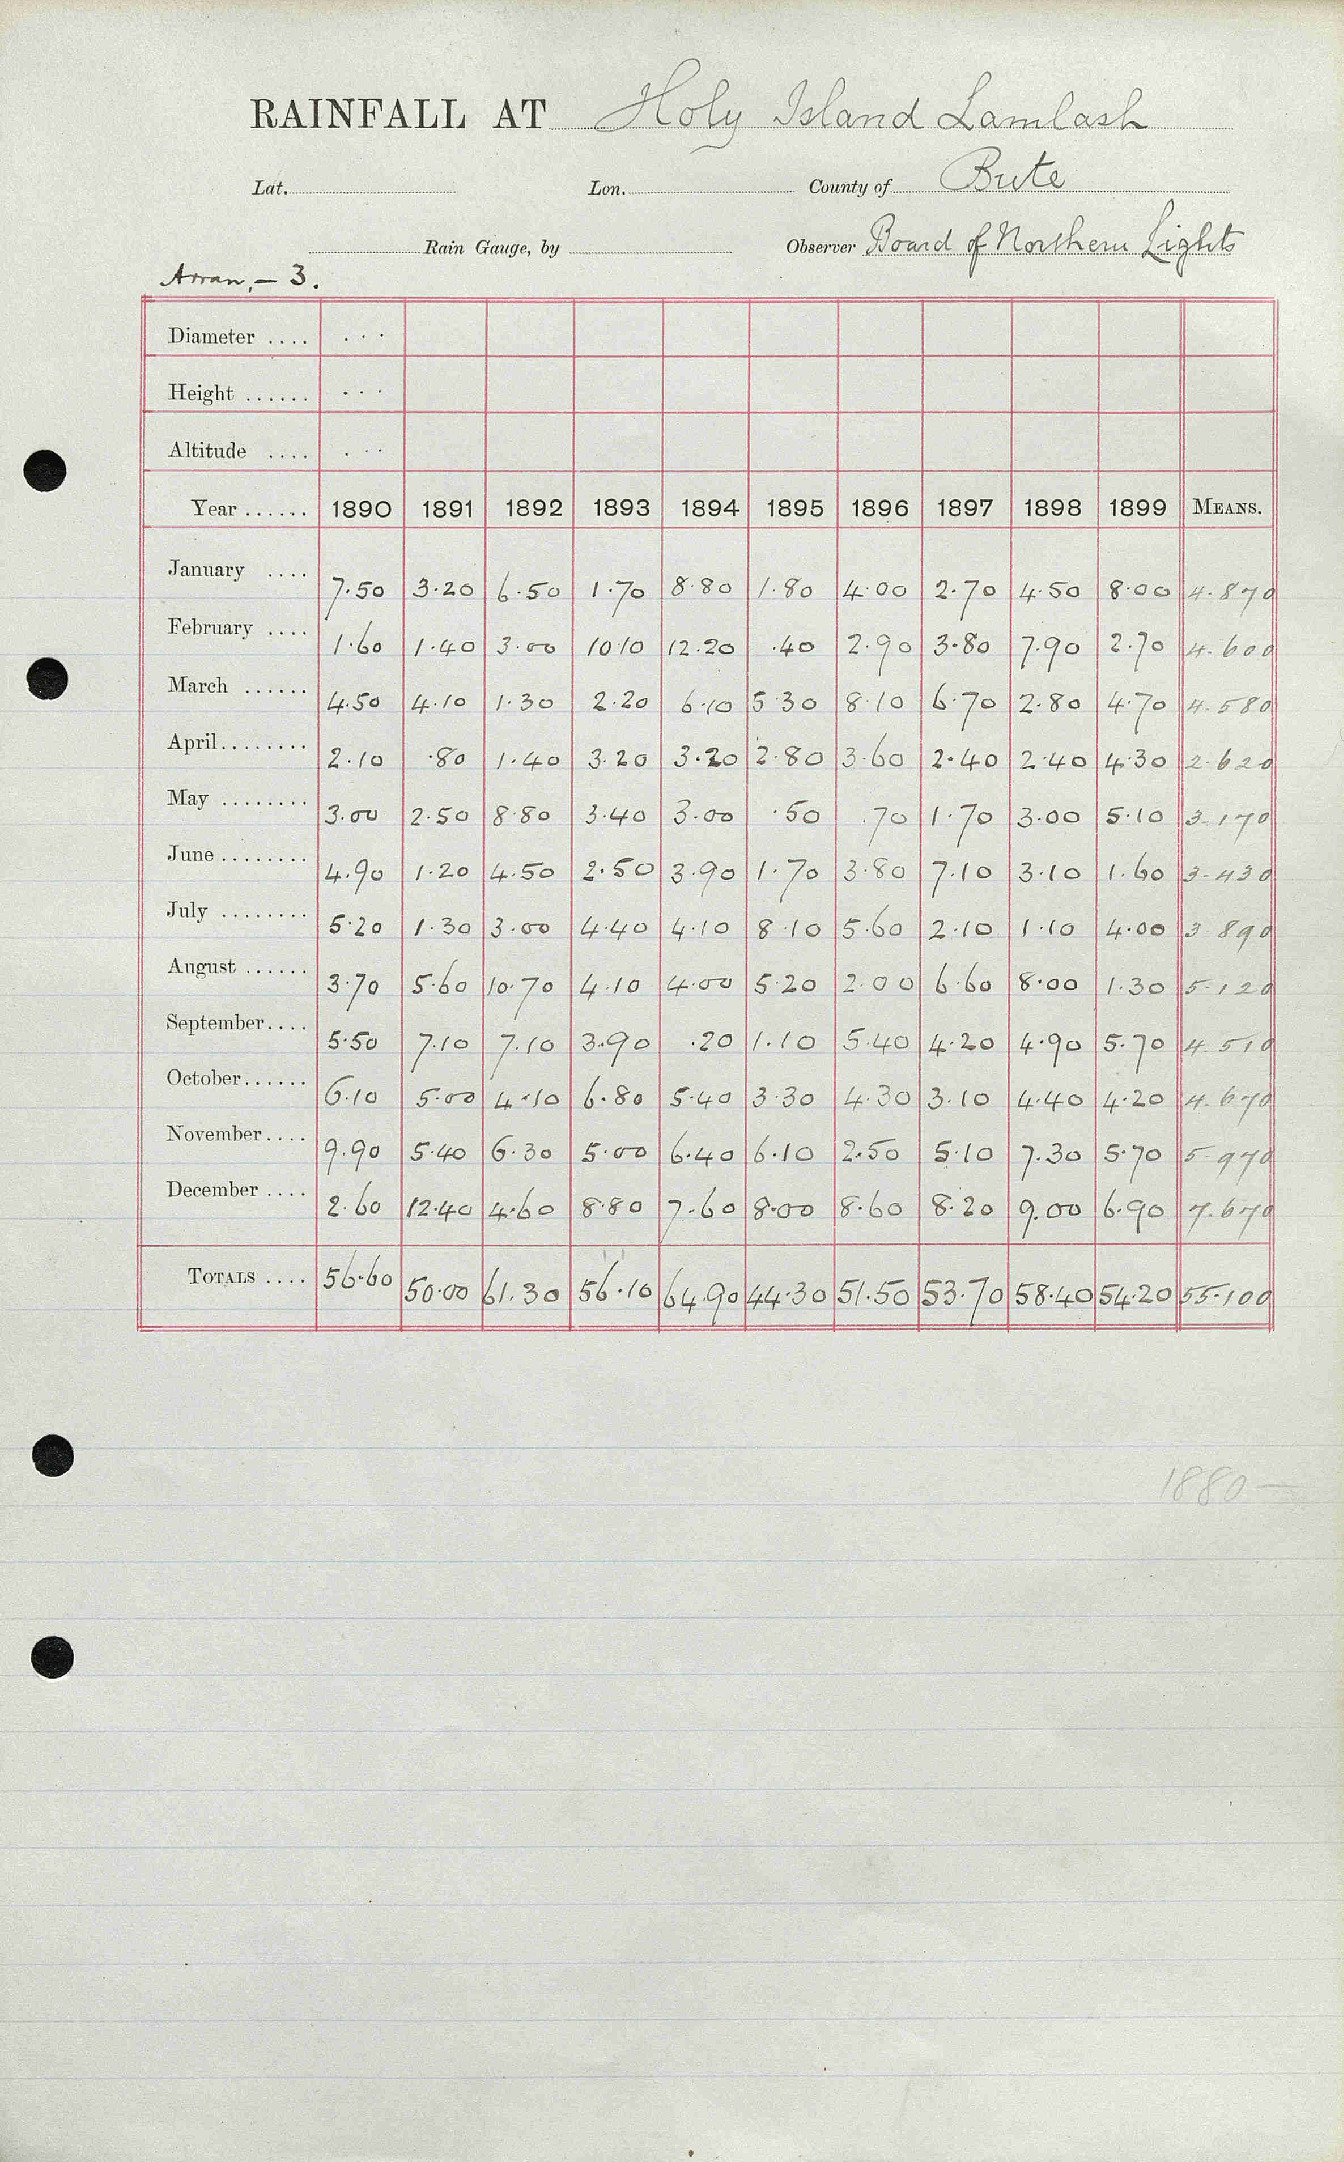 RAINFALL AT Holy Island Lamlash
Lat. Lon. County of Bute
Rain Gauge, by Observer Board of Northern Lights
Arran,- 3.
Diameter .... ...
Height ...... ...
Altitude .... ...
Year ...... 1890 1891 1892 1893 1894 1895 1896 1897 1898 1899 MEANS.
January .... 7.50 3.20 6.50 1.70 8.80 1.80 4.00 2.70 4.50 8.00 4.870
February .... 1.60 1.40 3.00 10 10 12.20 .40 2.90 3.80 7.90 2.70 4.600
March ...... 4.50 4.10 1.30 2.20 6.10 5 30 8.10 6.70 2.80 4.70 4.580
April........ 2.10 .80 1.40 3.20 3.20 2.80 3.60 2.40 2.40 4.30 2.620
May ........ 3.00 2.50 8.80 3.40 3.00 .50 .70 1.70 3.00 5.10 3.170
June ........ 4.90 1.20 4.50 2.50 3.90 1.70 3.80 7.10 3.10 1.60 3.430
July ........ 5.20 1.30 3.00 4.40 4.10 8.10 5.60 2.10 1.10 4.00 3 890
August ...... 3.70 5.60 10.70 4.10 4.00 5.20 2.00 6.60 8.00 1.30 5.120
September.... 5.50 7.10 7.10 3.90 .20 1.10 5.40 4.20 4.90 5.70 4.510
October...... 6.10 5.00 4.10 6.80 5.40 3.30 4.30 3.10 4.40 4.20 4.670
November.... 9.90 5.40 6.30 5.00 6.40 6.10 2.50 5.10 7.30 5.70 5.970
December .... 2.60 12.40 4.60 8.80 7.60 8.00 8.60 8.20 9.00 6.90 7.670
TOTALS .... 56.60 50.00 61.30 56.10 64.90 44.30 51.50 53.70 58.40 54.20 55.100
1880 —